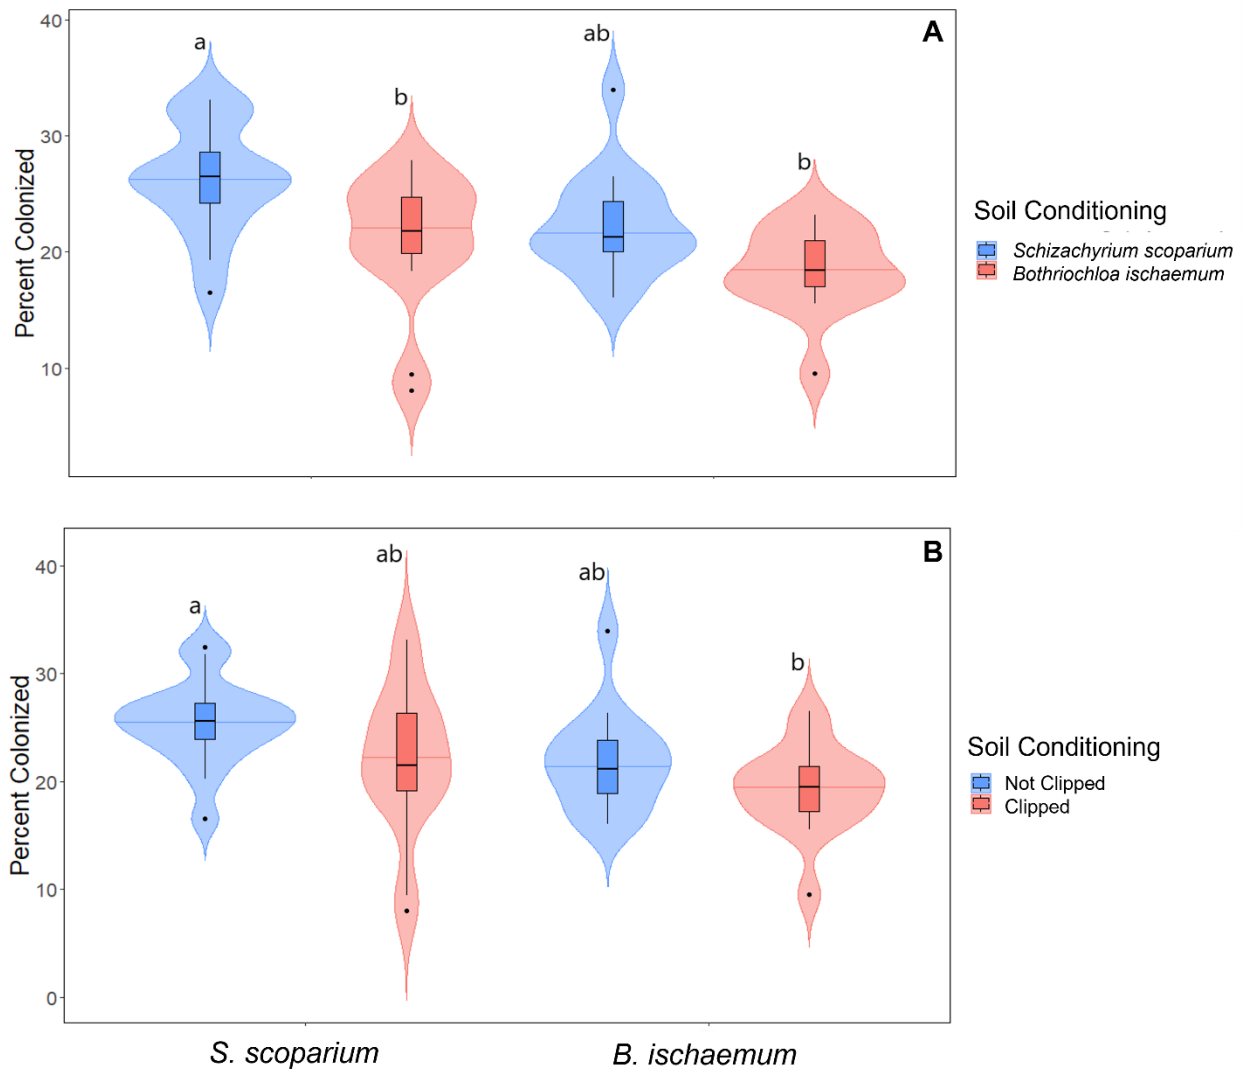 40
30
20
10
Percent Colonized
a
b
ab
b
A
Soil Conditioning
Schizachyrium scoparium
Bothriochloa ischaemum
40
30
20
10
0
Percent Colonized
a
ab
ab
b
B
Soil Conditioning
Not Clipped
Clipped
S. scoparium
B. ischaemum